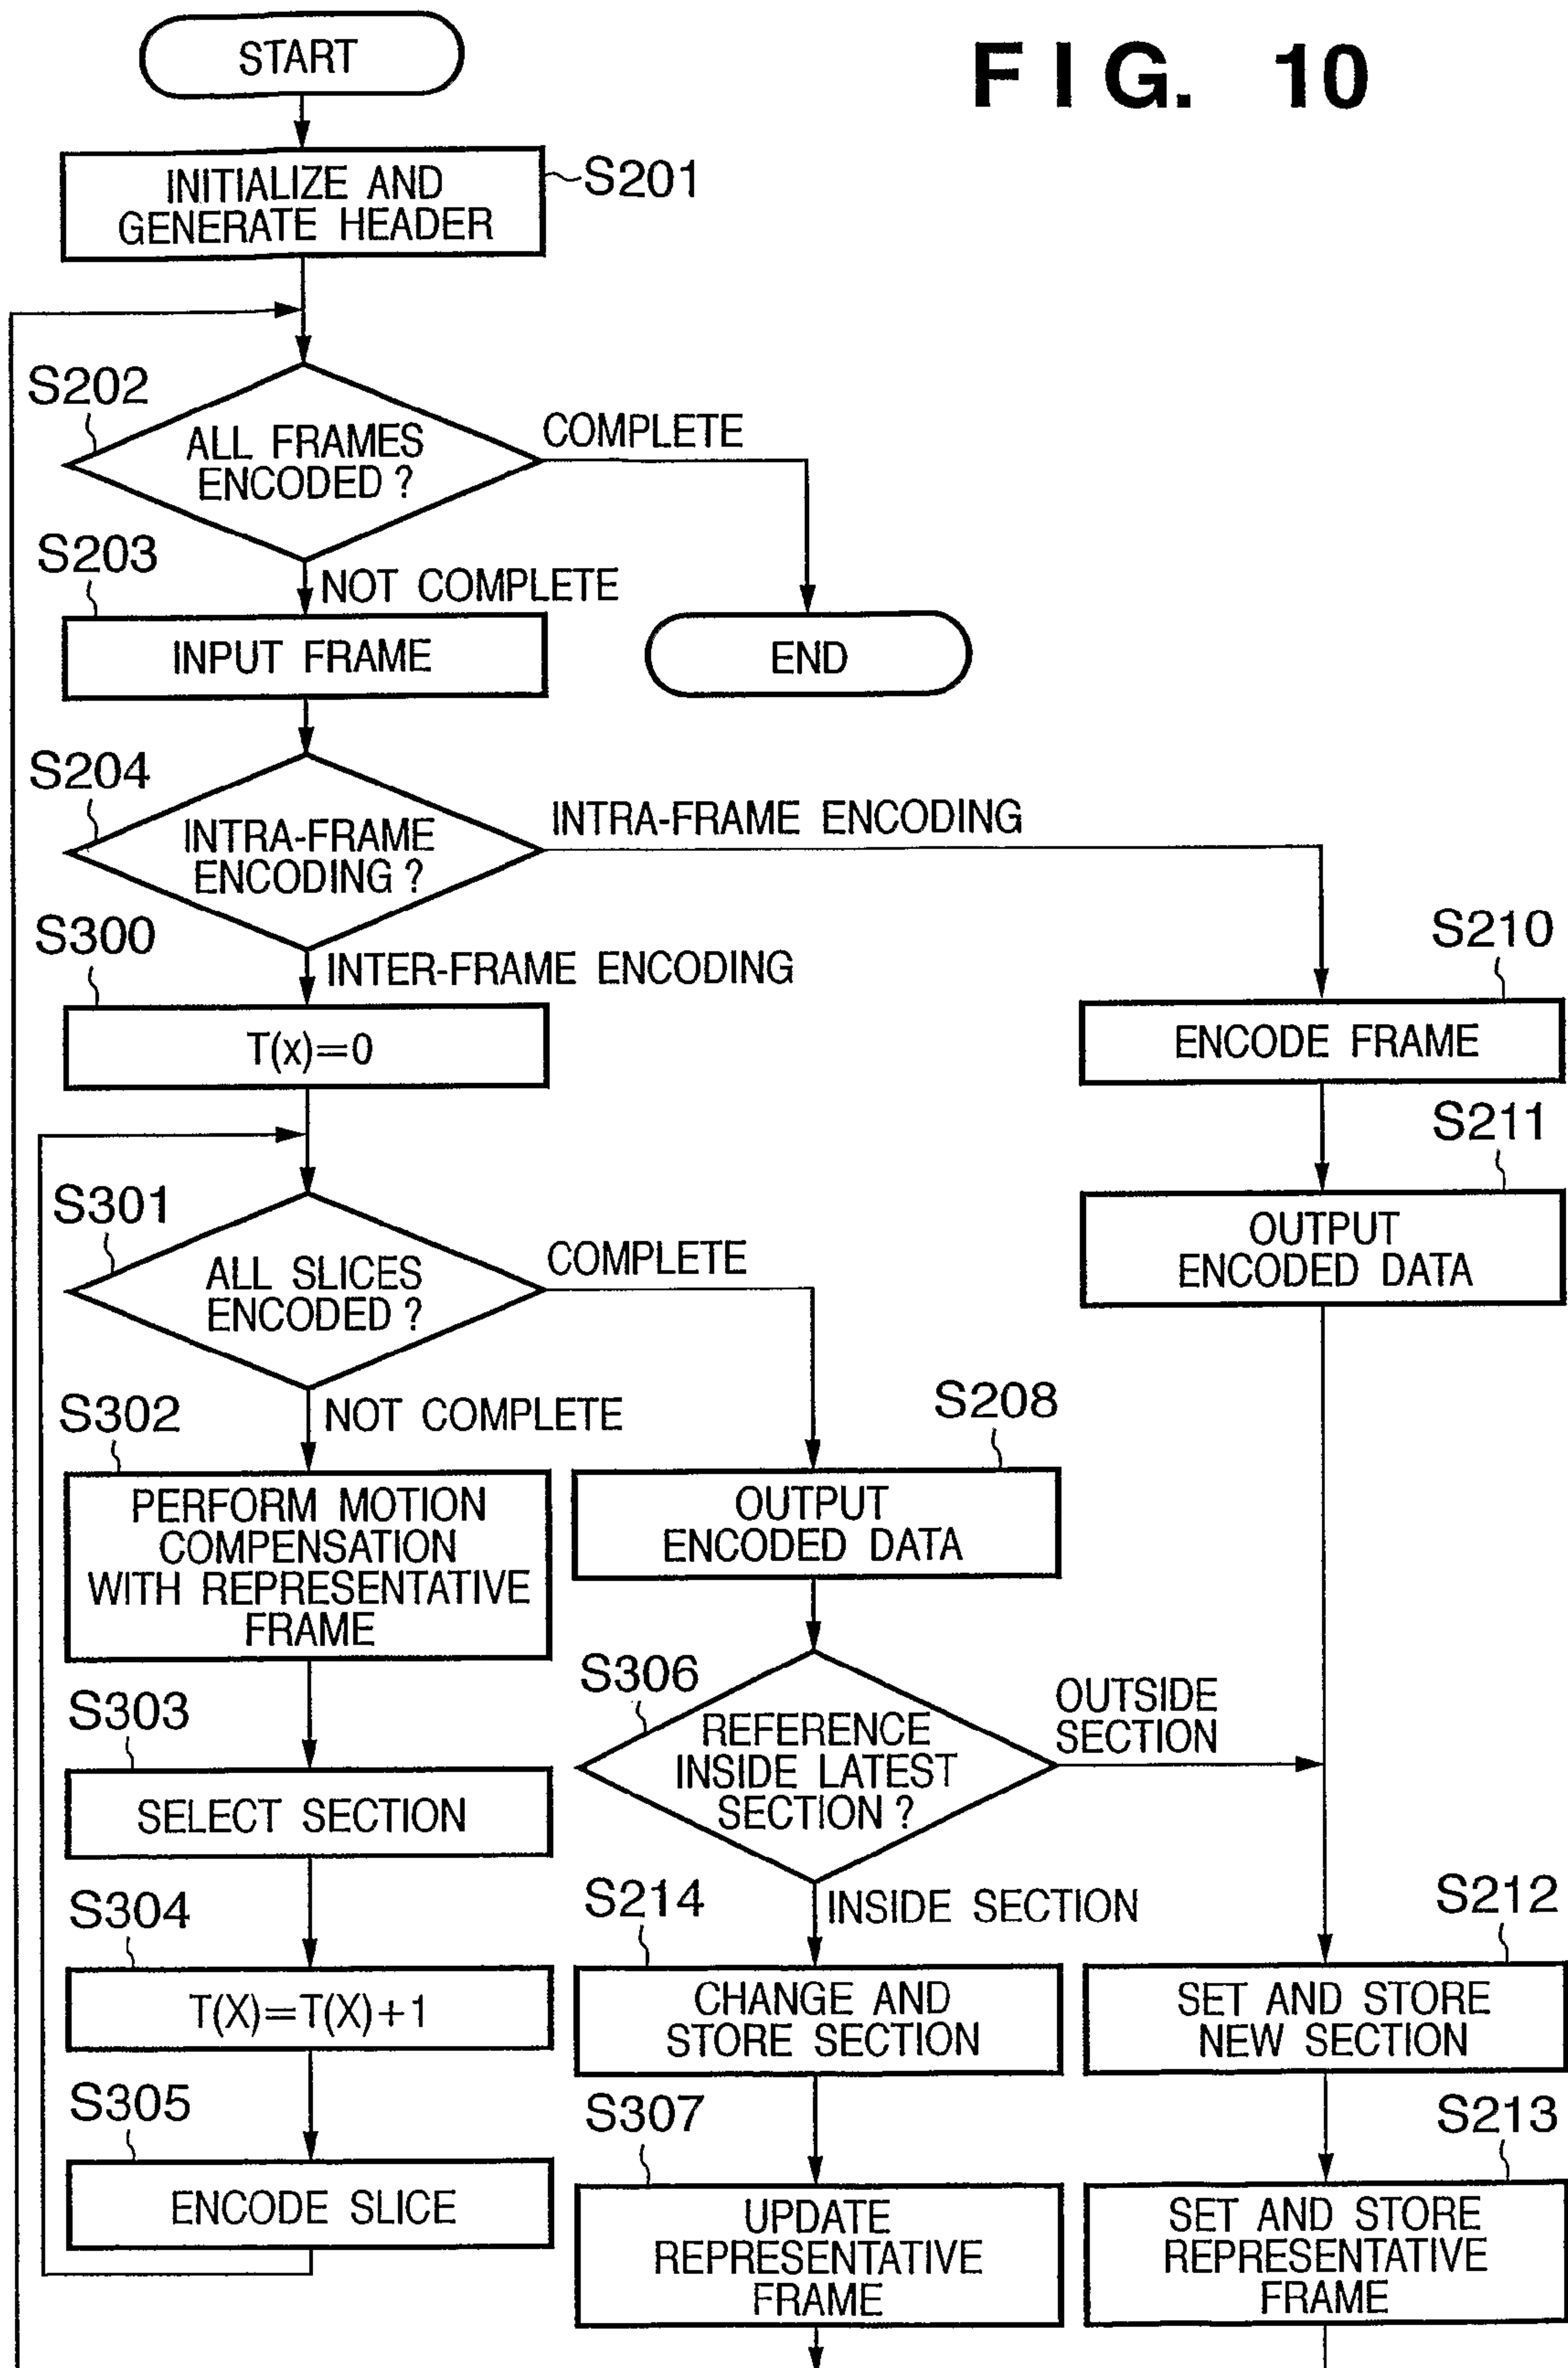 FIG. 10
START
S201
INITIALIZE AND
GENERATE HEADER
S202
ALL FRAMES
ENCODED ?
COMPLETE
NOT COMPLETE
S203
INPUT FRAME
END
S204
INTRA-FRAME
ENCODING ?
INTRA-FRAME ENCODING
INTER-FRAME ENCODING
S300
T(x)=0
S210
ENCODE FRAME
S211
OUTPUT
ENCODED DATA
S301
ALL SLICES
ENCODED ?
COMPLETE
NOT COMPLETE
S302
PERFORM MOTION
COMPENSATION
WITH REPRESENTATIVE
FRAME
S208
OUTPUT
ENCODED DATA
S303
SELECT SECTION
S306
REFERENCE
INSIDE LATEST
SECTION ?
OUTSIDE
SECTION
INSIDE SECTION
S304
T(X)=T(X)+1
S214
CHANGE AND
STORE SECTION
S212
SET AND STORE
NEW SECTION
S305
ENCODE SLICE
S307
UPDATE
REPRESENTATIVE
FRAME
S213
SET AND STORE
REPRESENTATIVE
FRAME